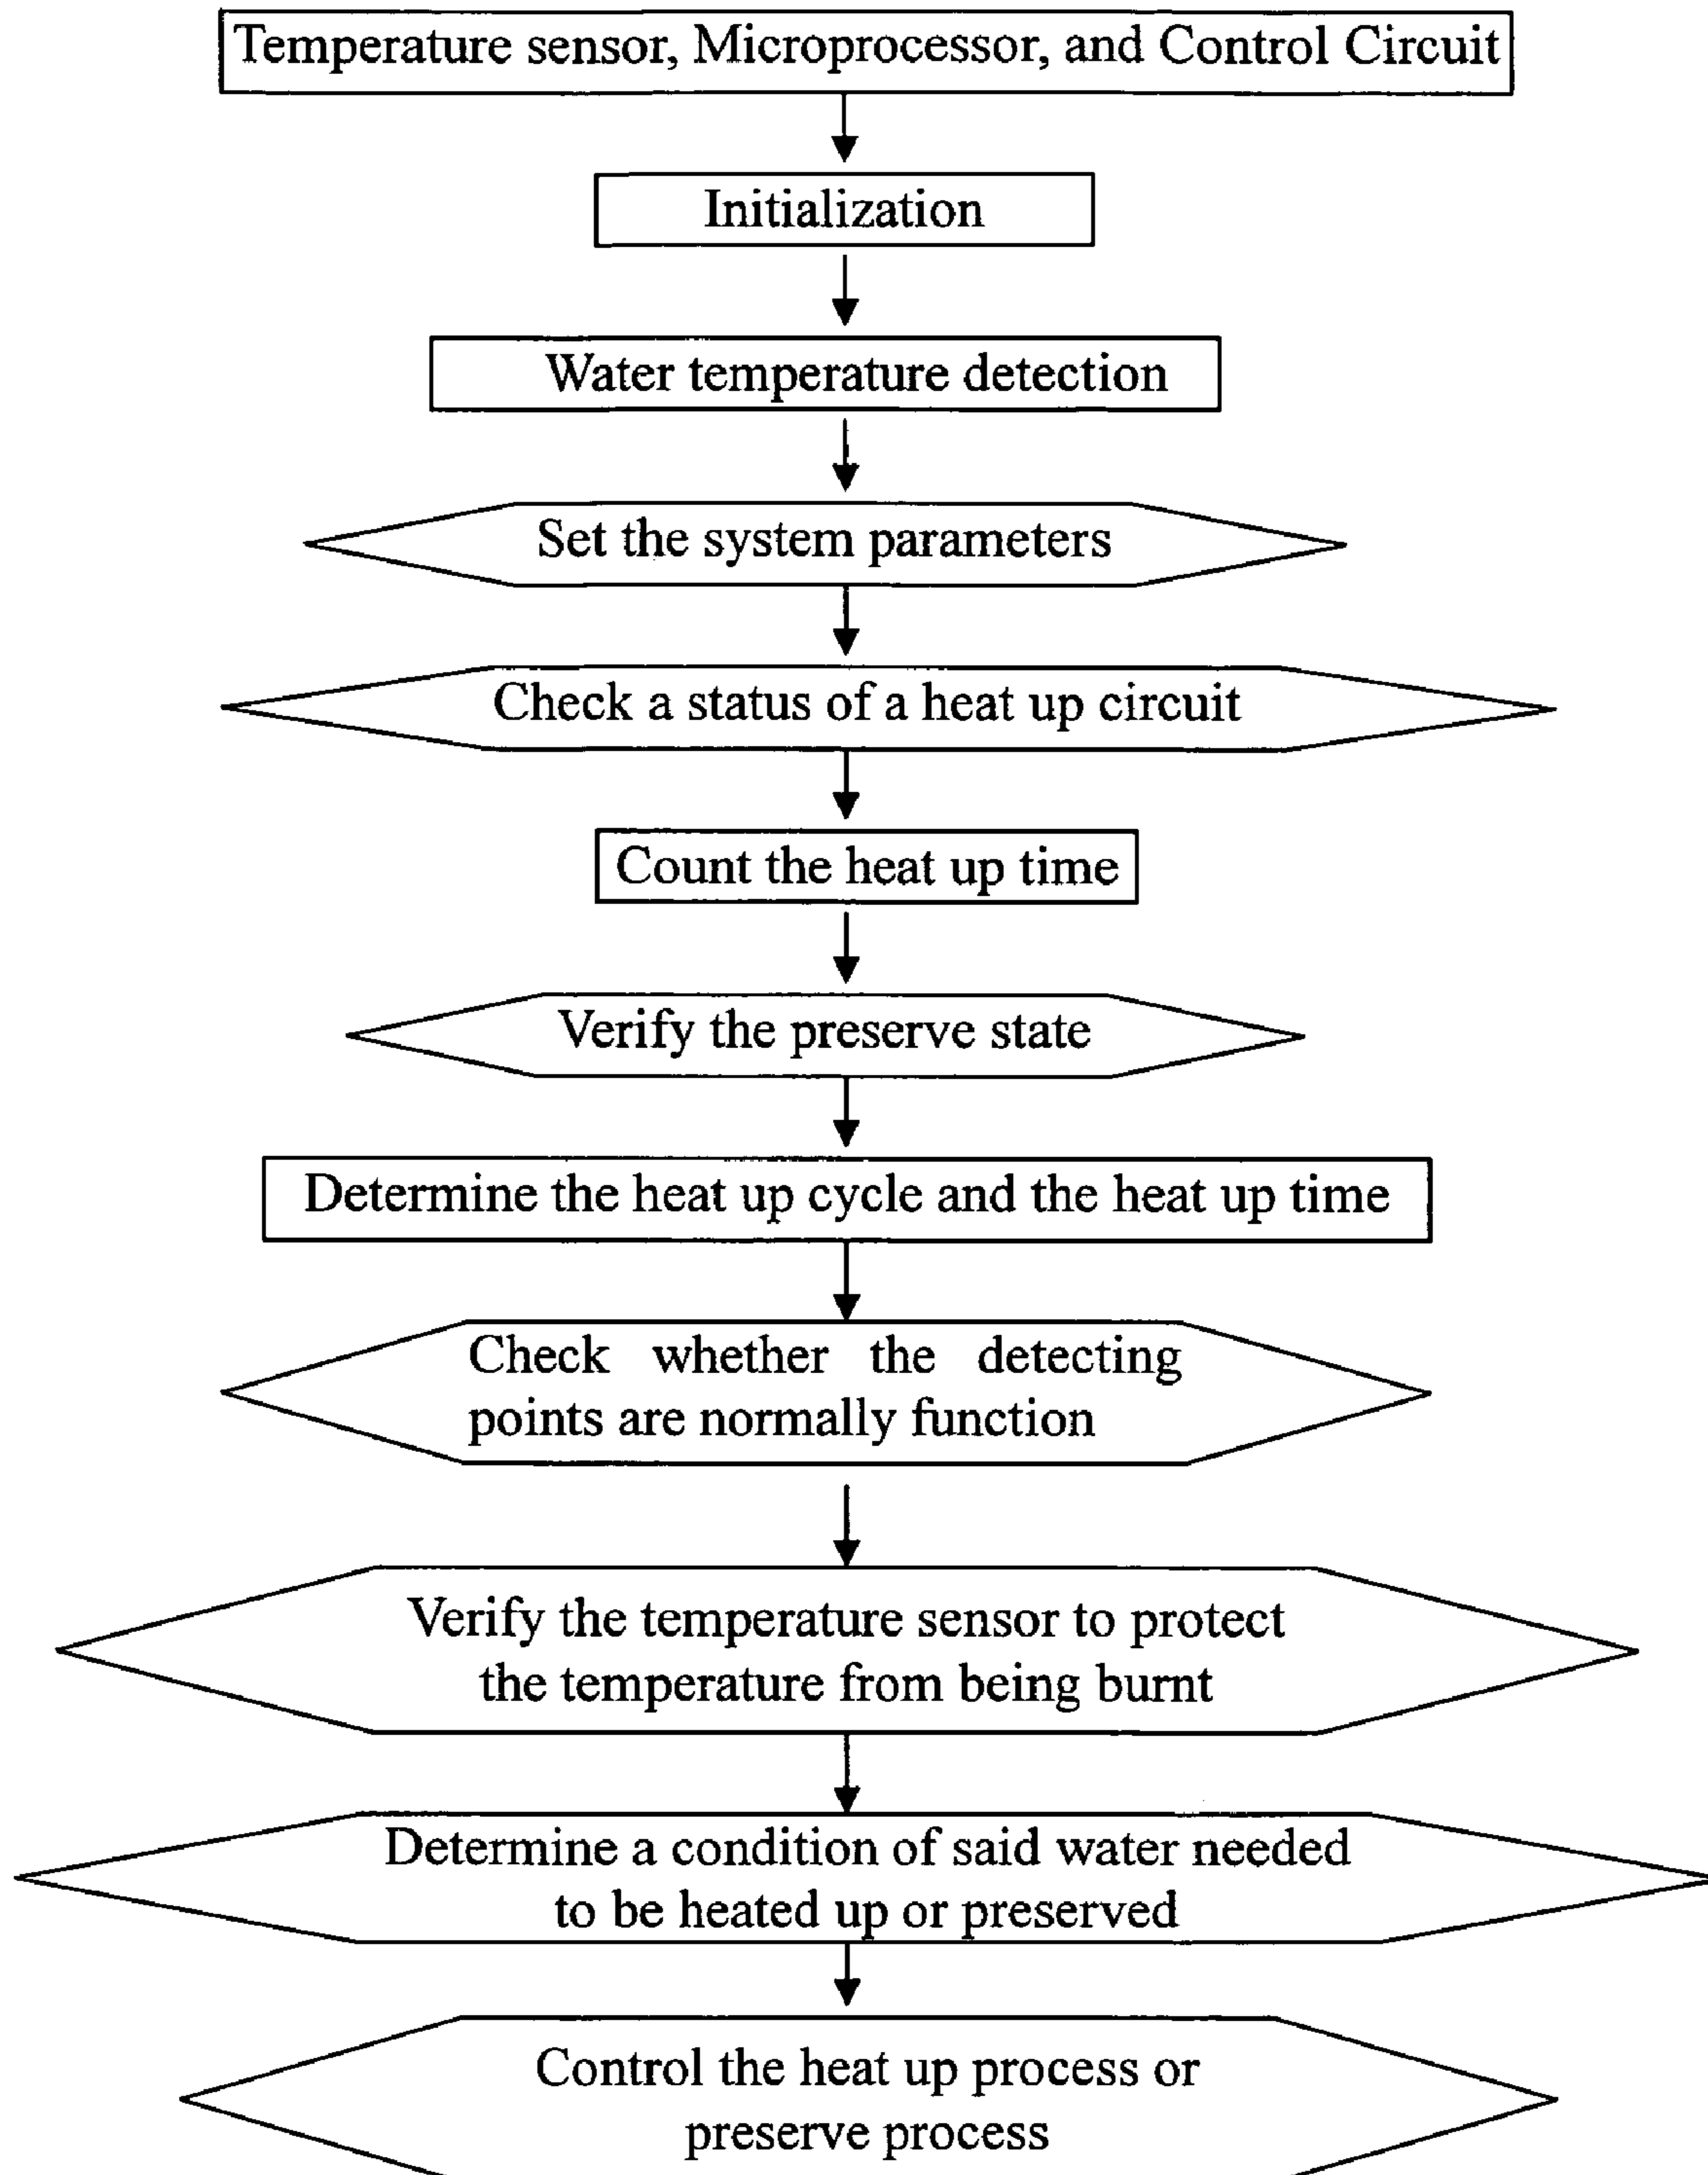 Temperature sensor, Microprocessor, and Control Circuit
Initialization
Water temperature detection
Set the system parameters
Check a status of a heat up circuit
Count the heat up time
Verify the preserve state
Determine the heat up cycle and the heat up time
Check whether the detecting
points are normally function
Verify the temperature sensor to protect
the temperature from being burnt
Determine a condition of said water needed
to be heated up or preserved
Control the heat up process or
preserve process